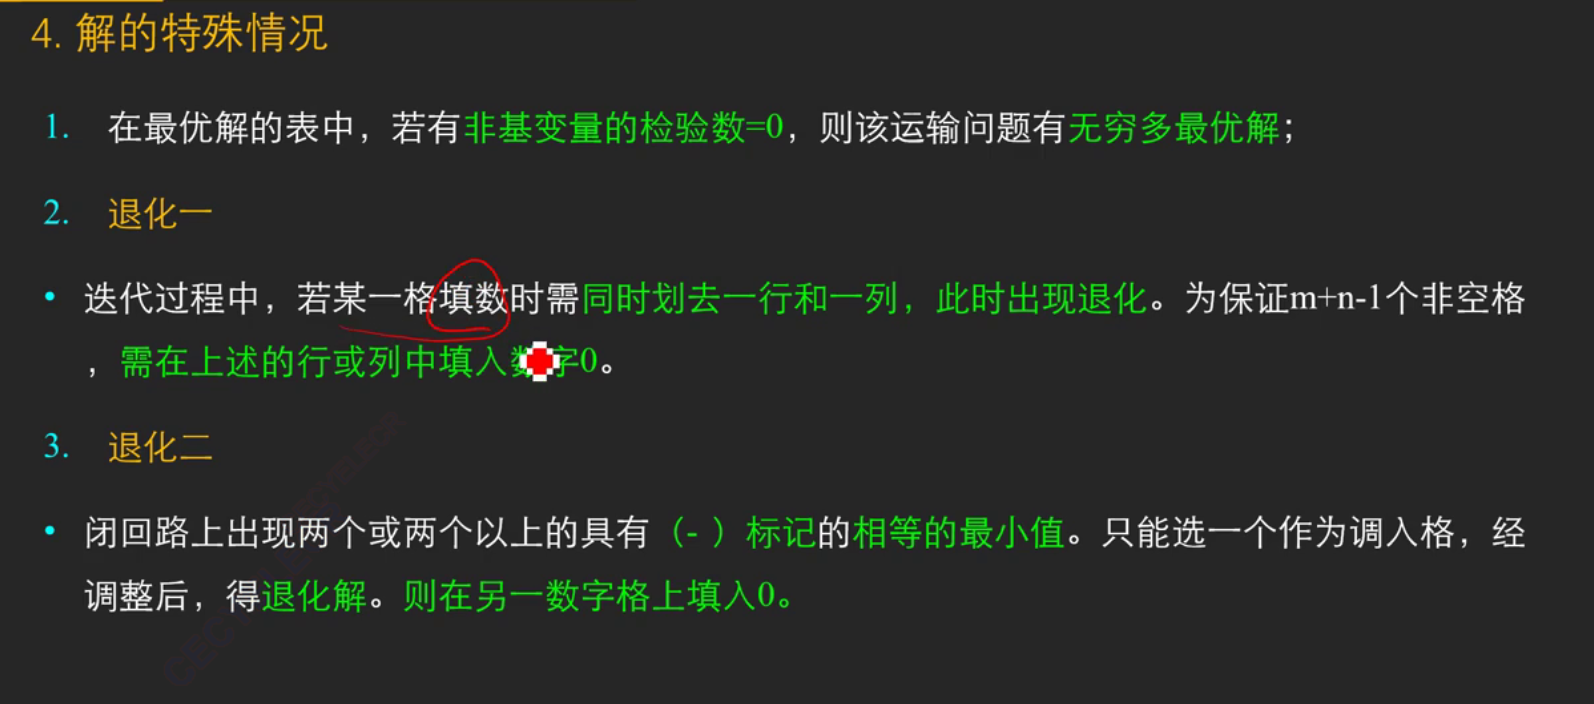 4. 解的特殊情况
1. 在最优解的表中，若有非基变量的检验数=0，则该运输问题有无穷多最优解；
2. 退化一
• 迭代过程中，若某一格填数时需同时划去一行和一列，此时出现退化。为保证m+n-1个非空格
，需在上述的行或列中填入数字0。
3. 退化二
• 闭回路上出现两个或两个以上的具有（- ）标记的相等的最小值。只能选一个作为调入格，经
调整后，得退化解。则在另一数字格上填入0。